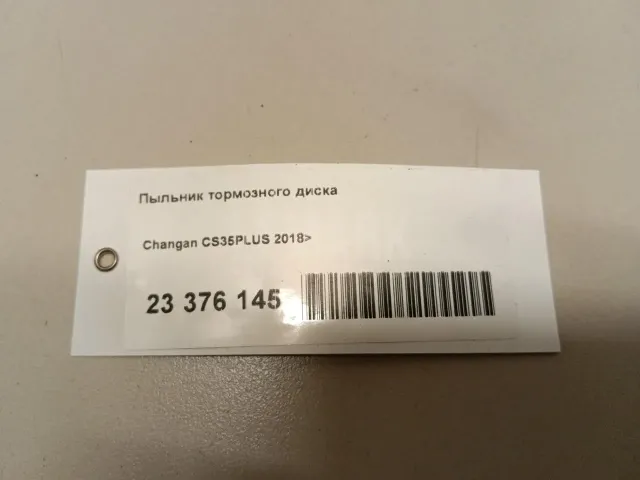 Пыльник тормозного диска
Changan CS35PLUS 2018>
23 376 145